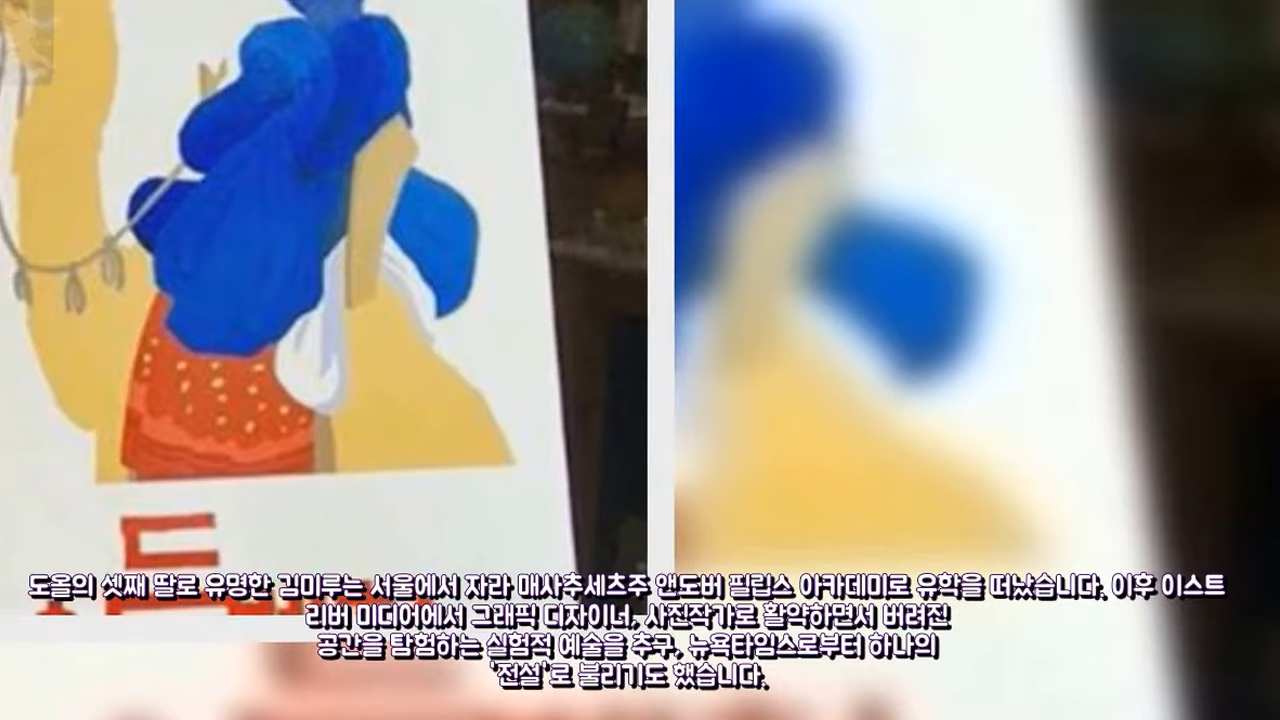 도올의 셋째 딸로 유명한 김미루는 서울에서 자라 매사추세츠주 앤도버 필립스 아카데미로 유학을 떠났습니다. 이후 이스트
리버 미디어에서 그래픽 디자이너, 사진작가로 활약하면서 버려진
공간을 탐험하는 실험적 예술을 추구, 뉴욕타임스로부터 하나의
'전설'로 불리기도 했습니다.